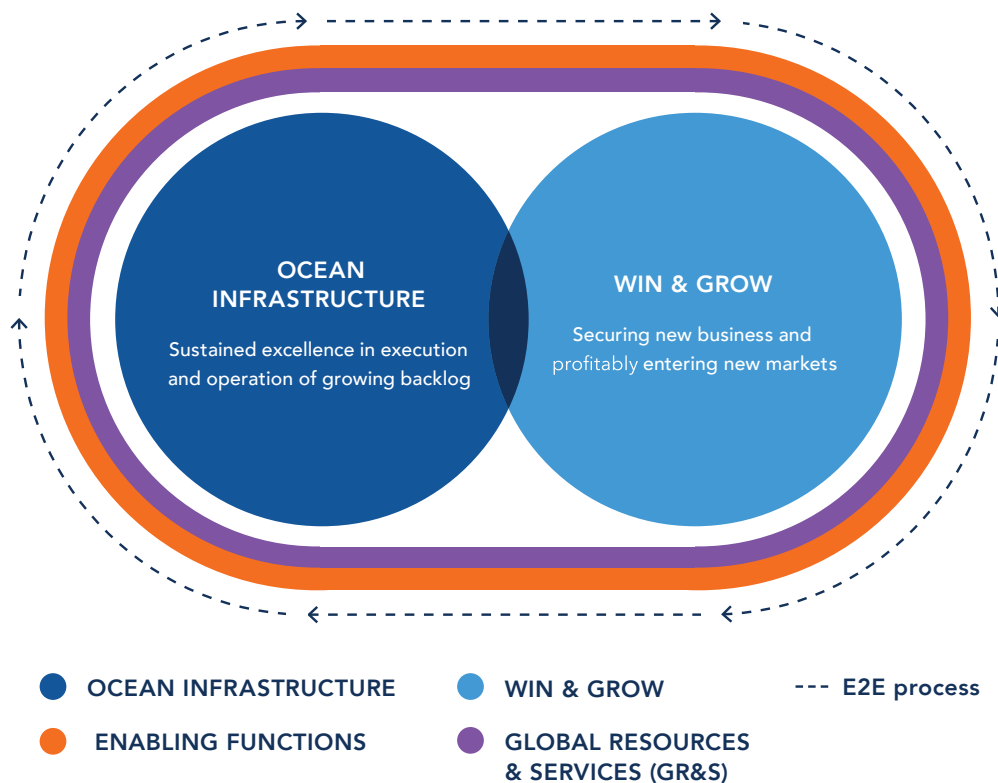 OCEAN
INFRASTRUCTURE
Sustained excellence in execution
and operation of growing backlog
WIN & GROW
Securing new business and
profitably entering new markets
OCEAN INFRASTRUCTURE
WIN & GROW
E2E process
ENABLING FUNCTIONS
GLOBAL RESOURCES
& SERVICES (GR&S)